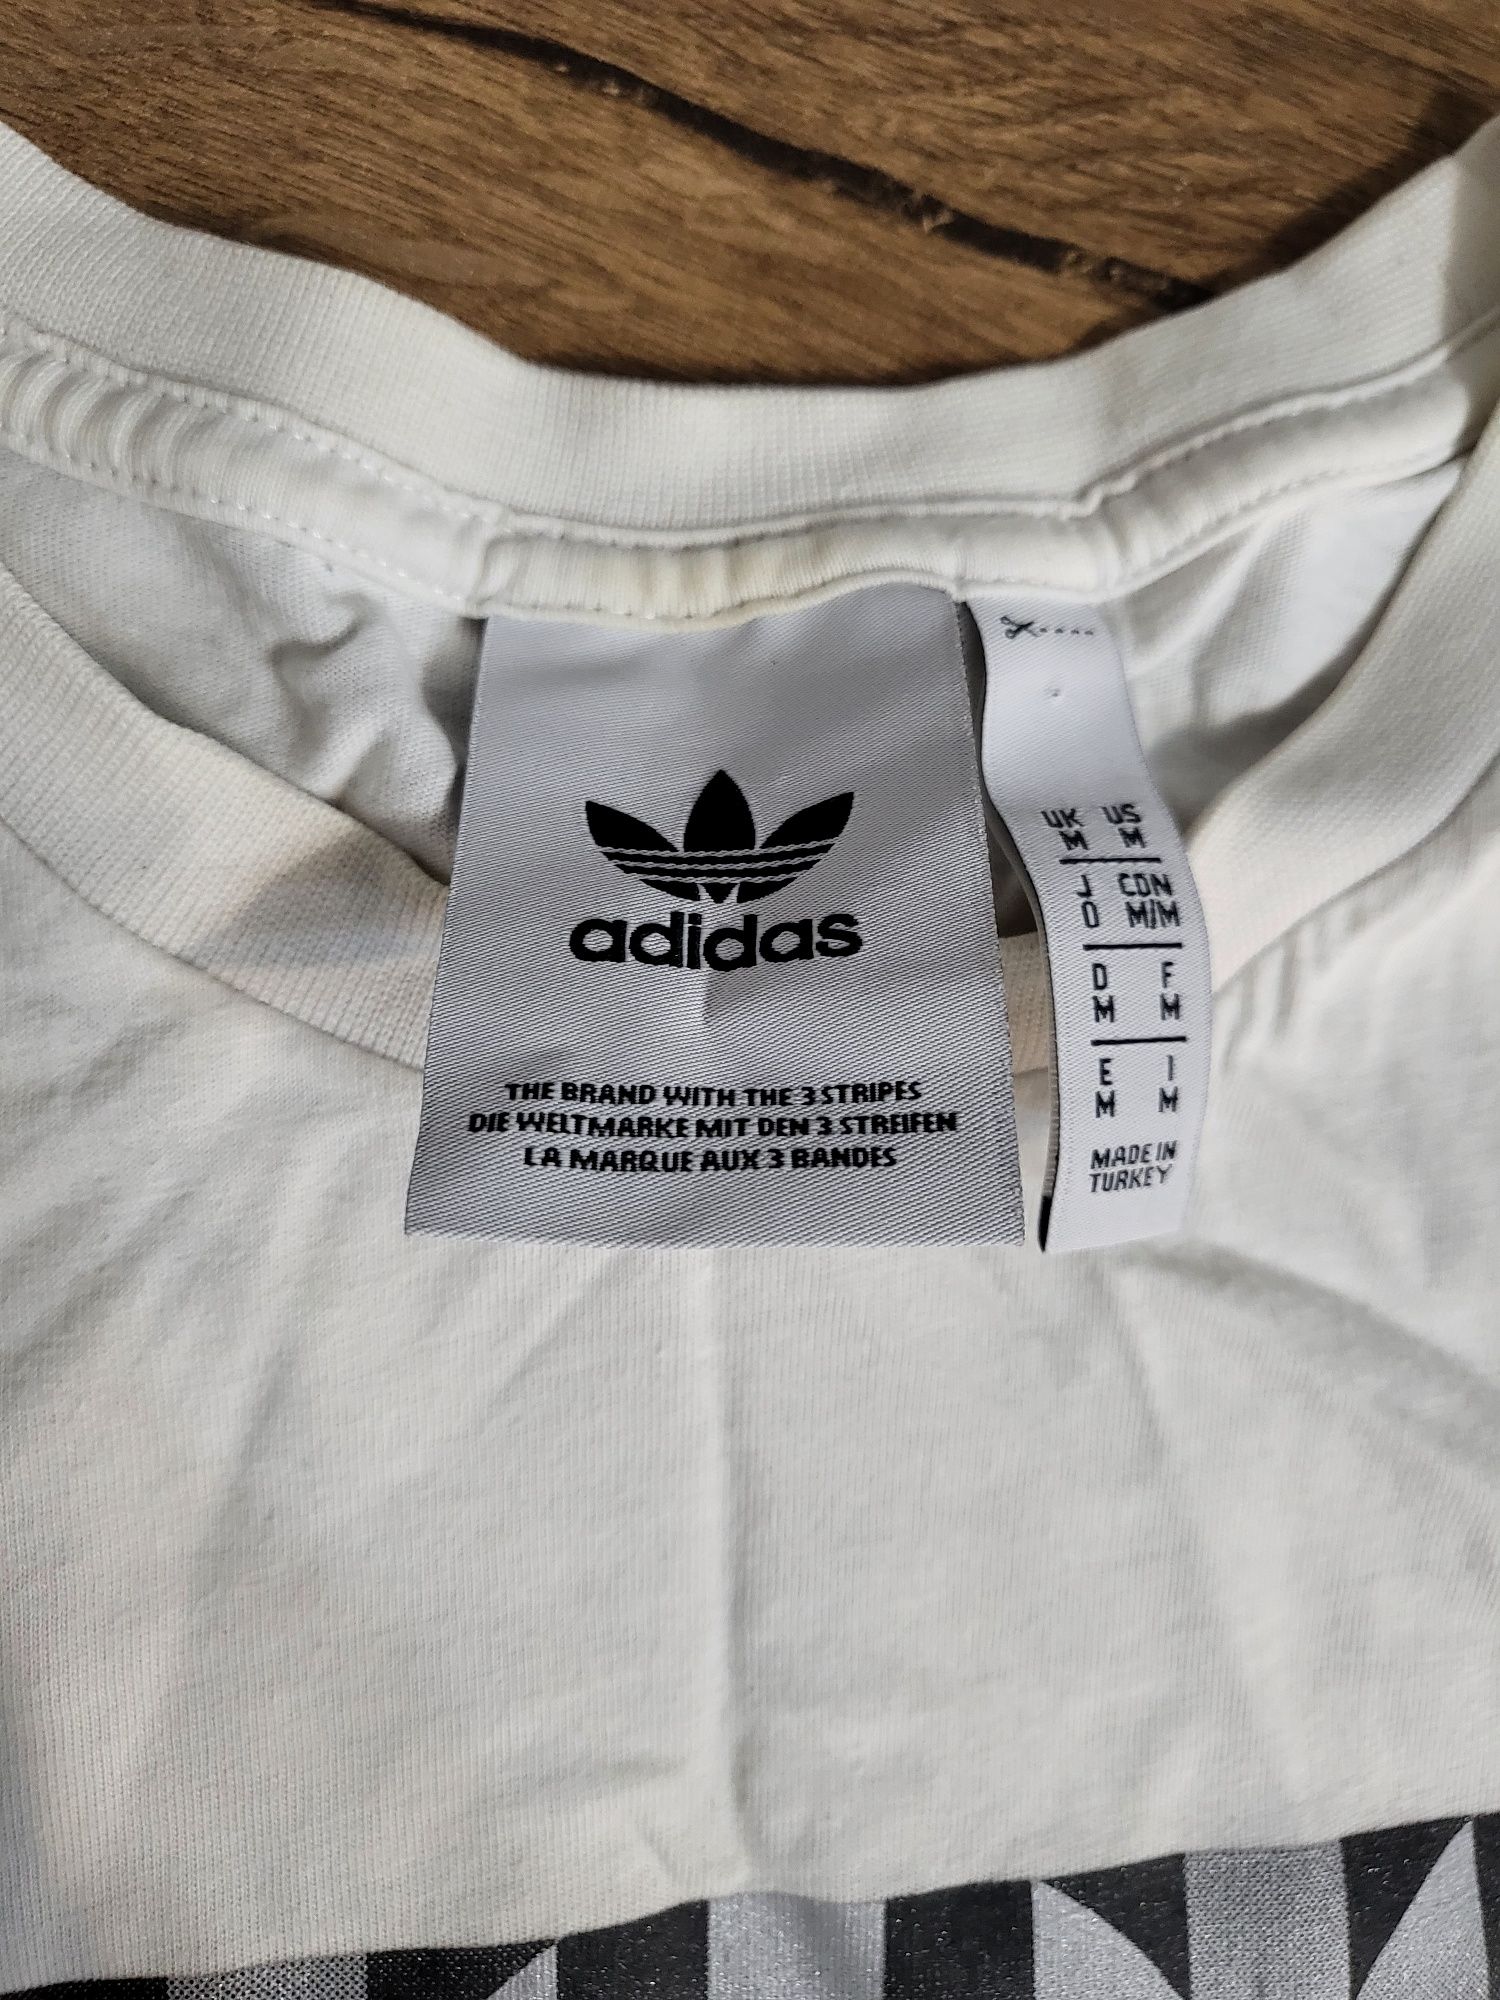 adidas
THE BRAND WITH THE 3 STRIPES
DIE WELTMARKE MIT DEN 3 STREIFEN
LA MARQUE AUX 3 BANDES
UK US
M M
J CDN
O M/M
D F
M M
E I
M M
MADE IN
TURKEY